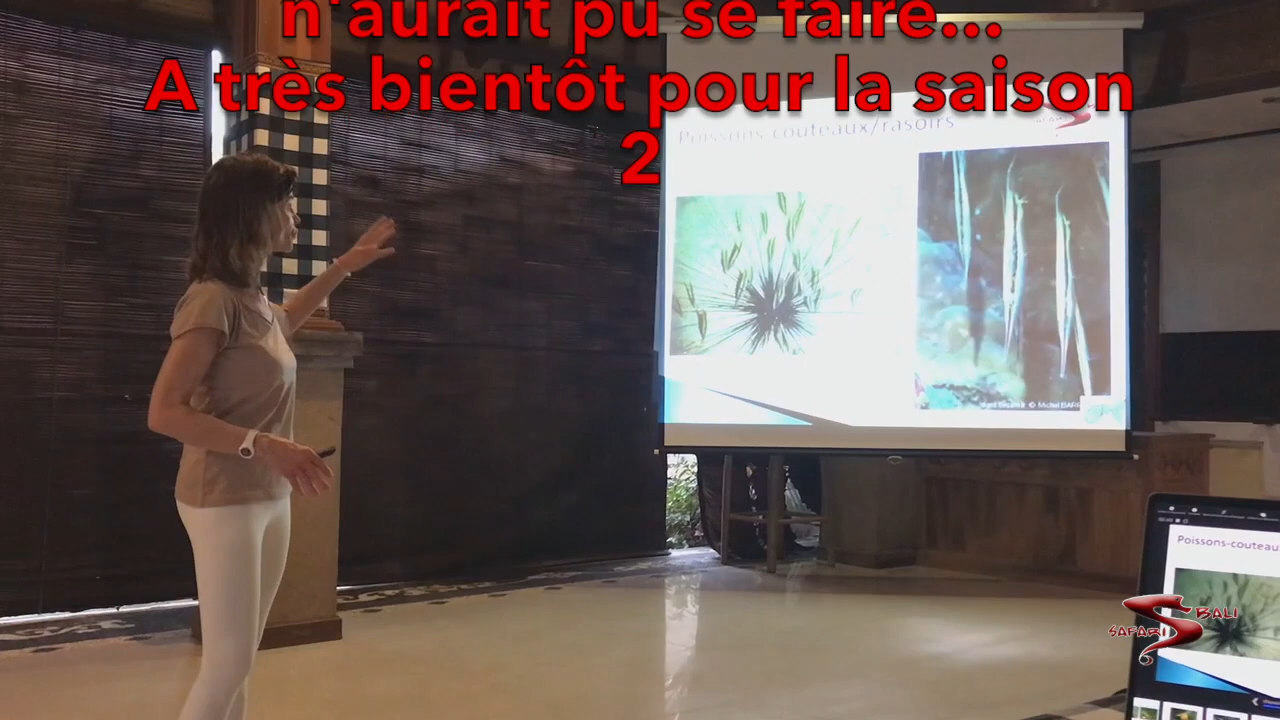 n'aurait pu se faire...
A très bientôt pour la saison
2
Poissons couteaux/rasoirs
Poissons-couteau
SAFARI
BALI